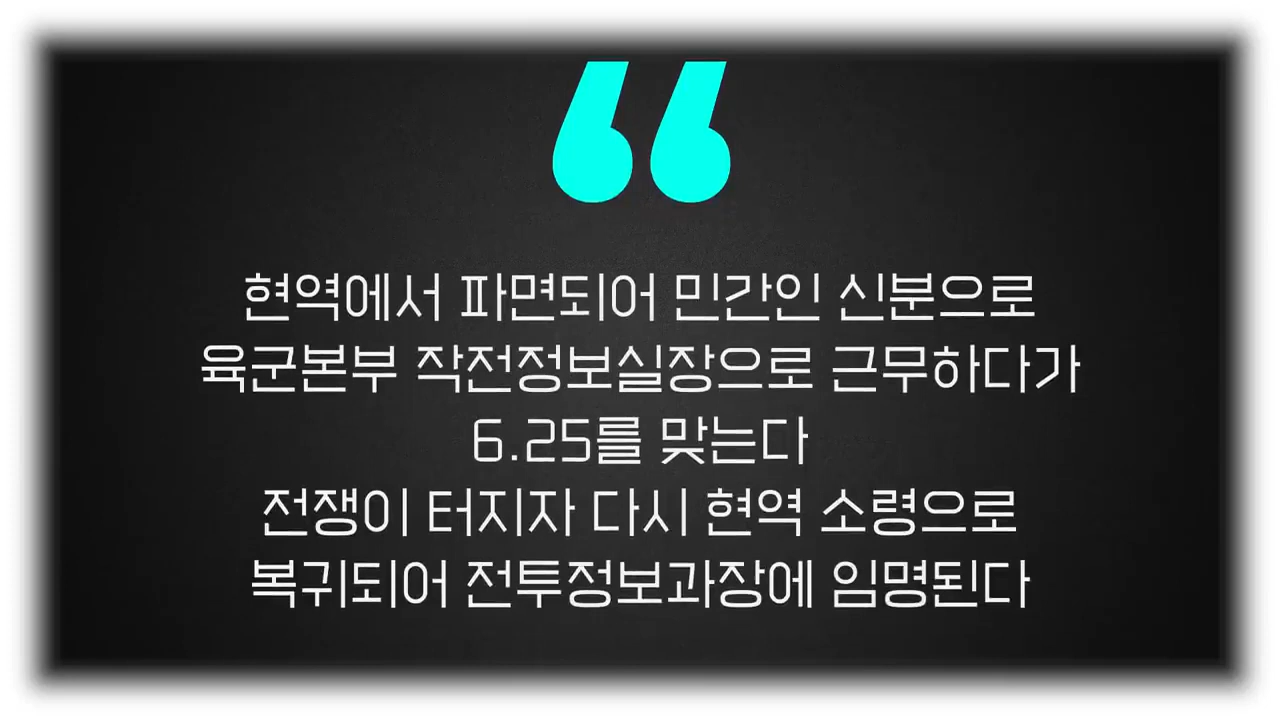 “
현역에서 파면되어 민간인 신분으로
육군본부 작전정보실장으로 근무하다가
6.25를 맞는다
전쟁이 터지자 다시 현역 소령으로
복귀되어 전투정보과장에 임명된다